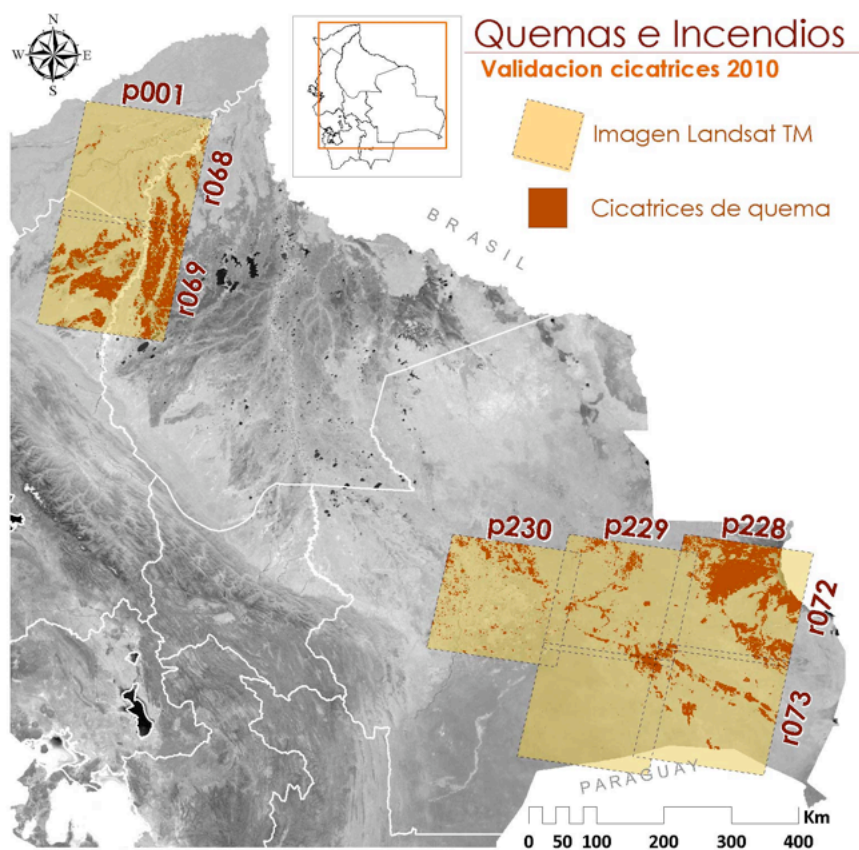 Quemas e Incendios
Validacion cicatrices 2010
Imagen Landsat TM
Cicatrices de quema
N
W E
S
p001
r068
r069
BRASIL
p230 p229 p228
r072
r073
PARAGUAY
Km
0 50 100 200 300 400